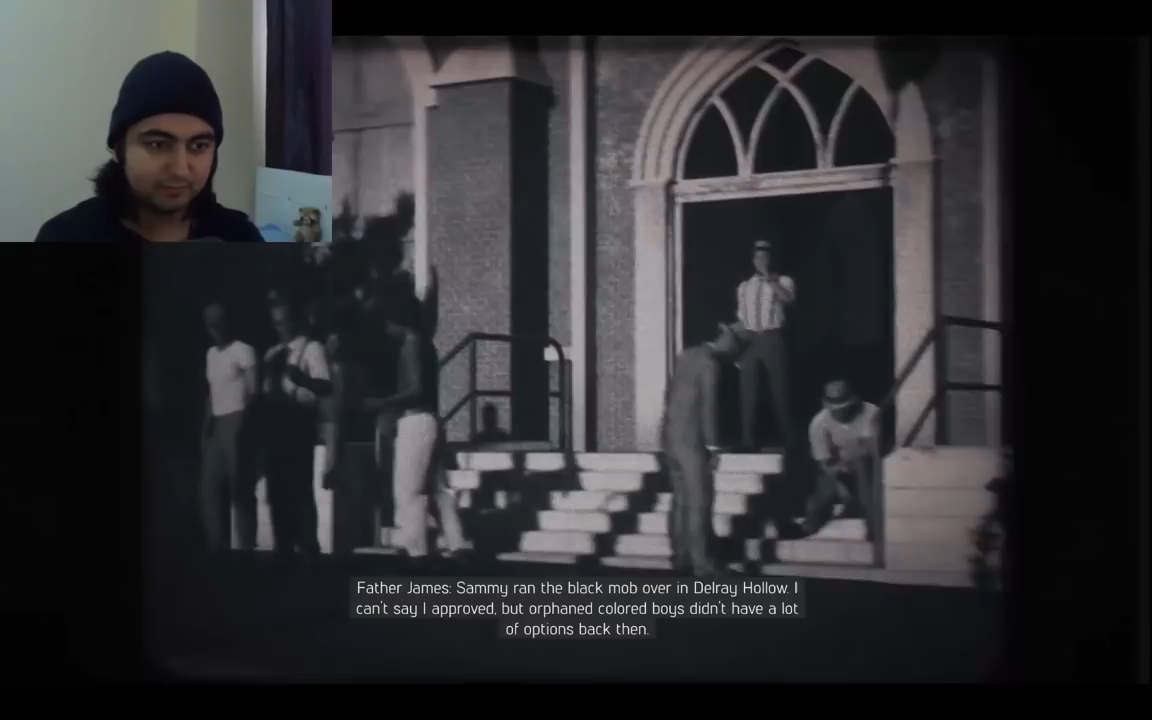 Father James: Sammy ran the black mob over in Delray Hollow. I
can't say I approved, but orphaned colored boys didn't have a lot
of options back then.